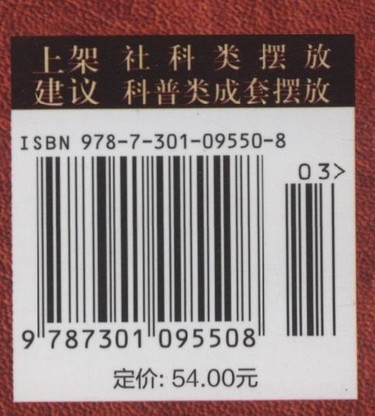 上架 社科类摆放
建议 科普类成套摆放
ISBN 978-7-301-09550-8
03>
9 787301 095508
定价: 54.00元